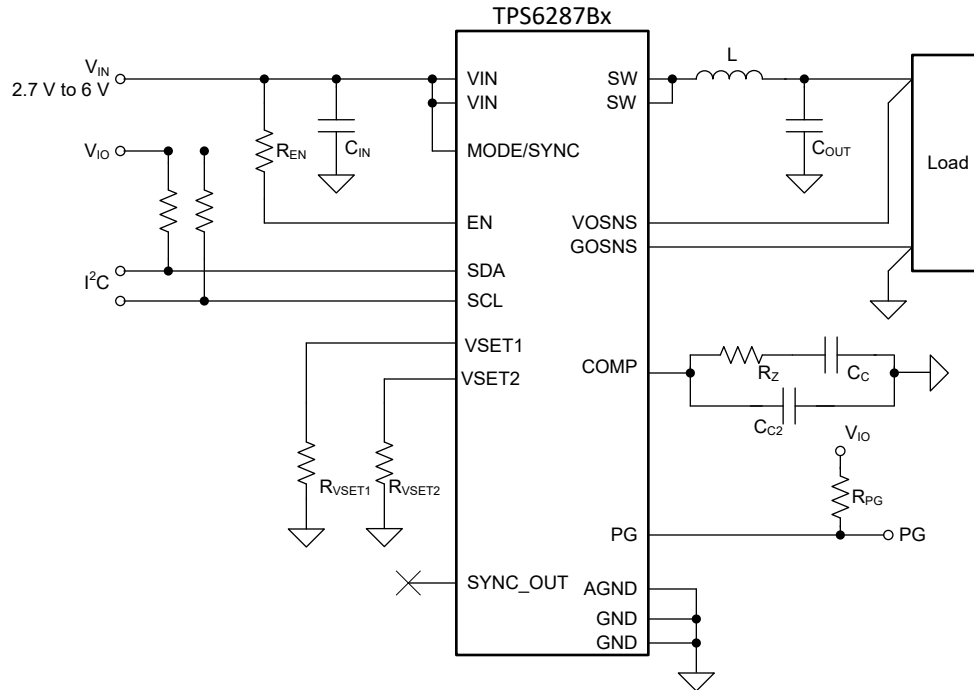 TPS6287Bx
VIN
2.7 V to 6 V
VIO
I2C
REN
CIN
VIN
VIN
MODE/SYNC
EN
SDA
SCL
VSET1
VSET2
RVSET1
RVSET2
SYNC_OUT
SW
SW
VOSNS
GOSNS
COMP
PG
AGND
GND
GND
L
COUT
Load
RZ
CC
CC2
VIO
RPG
PG